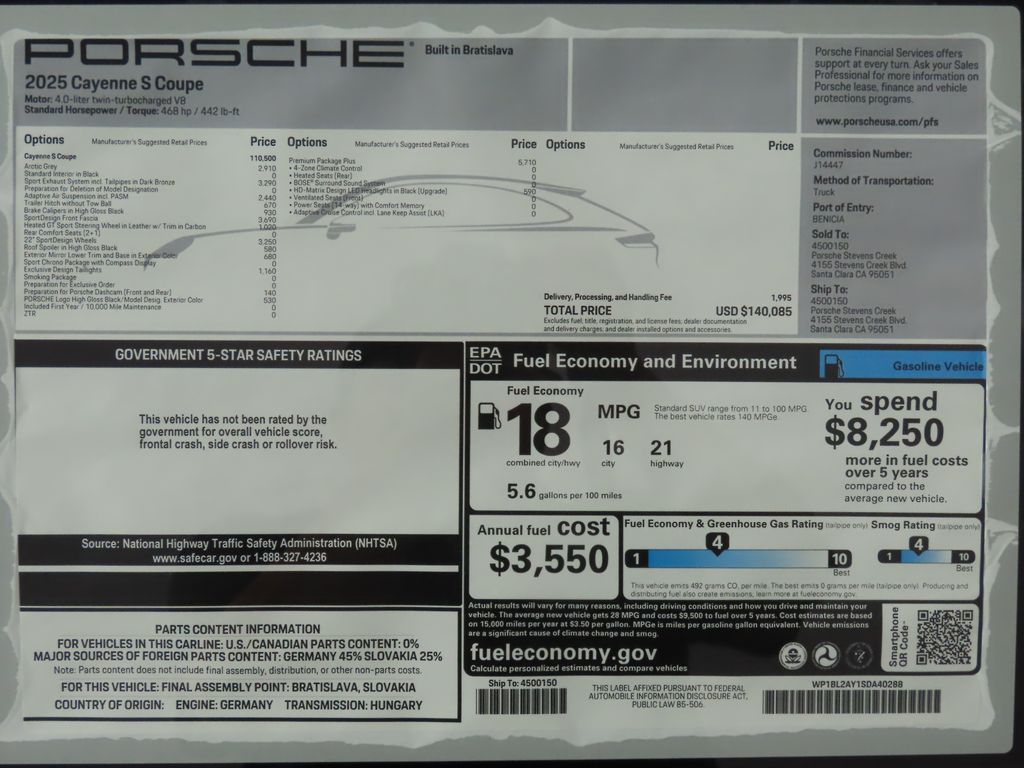 PORSCHE® Built in Bratislava
2025 Cayenne S Coupe
Motor: 4.0-liter twin-turbocharged V8
Standard Horsepower / Torque: 468 hp / 442 lb-ft
Porsche Financial Services offers
support at every turn. Ask your Sales
Professional for more information on
Porsche lease, finance and vehicle
protections programs.
www.porscheusa.com/pfs
Options Manufacturer's Suggested Retail Prices Price
Cayenne S Coupe 110,500
Arctic Grey 2,910
Standard Interior in Black 0
Sport Exhaust System incl. Tailpipes in Dark Bronze 3,290
Preparation for Deletion of Model Designation 0
Adaptive Air Suspension incl. PASM 2,440
Trailer Hitch without Tow Ball 670
Brake Calipers in High Gloss Black 930
SportDesign Front Fascia 3,690
Heated GT Sport Steering Wheel in Leather w/ Trim in Carbon 1,020
Rear Comfort Seats (2+1) 0
22" SportDesign Wheels 3,250
Roof Spoiler in High Gloss Black 580
Exterior Mirror Lower Trim and Base in Exterior Color 680
Sport Chrono Package with Compass Display 0
Exclusive Design Taillights 1,160
Smoking Package 0
Preparation for Exclusive Order 0
Preparation for Porsche Dashcam (Front and Rear) 140
PORSCHE Logo High Gloss Black/Model Desig. Exterior Color 530
Included First Year / 10,000 Mile Maintenance 0
ZTR 0
Options Manufacturer's Suggested Retail Prices Price
Premium Package Plus 5,710
• 4-Zone Climate Control 0
• Heated Seats (Rear) 0
• BOSE® Surround Sound System 0
• HD-Matrix Design LED Headlights in Black (Upgrade) 590
• Ventilated Seats (Front) 0
• Power Seats (14-way) with Comfort Memory 0
• Adaptive Cruise Control incl. Lane Keep Assist (LKA) 0
Options Manufacturer's Suggested Retail Prices Price
Delivery, Processing, and Handling Fee 1,995
TOTAL PRICE USD $140,085
Excludes fuel, title, registration, and license fees, dealer documentation
and delivery charges; and dealer installed options and accessories.
Commission Number:
J14447
Method of Transportation:
Truck
Port of Entry:
BENICIA
Sold To:
4500150
Porsche Stevens Creek
4155 Stevens Creek Blvd.
Santa Clara CA 95051
Ship To:
4500150
Porsche Stevens Creek
4155 Stevens Creek Blvd.
Santa Clara CA 95051
GOVERNMENT 5-STAR SAFETY RATINGS
This vehicle has not been rated by the
government for overall vehicle score,
frontal crash, side crash or rollover risk.
Source: National Highway Traffic Safety Administration (NHTSA)
www.safecar.gov or 1-888-327-4236
PARTS CONTENT INFORMATION
FOR VEHICLES IN THIS CARLINE: U.S./CANADIAN PARTS CONTENT: 0%
MAJOR SOURCES OF FOREIGN PARTS CONTENT: GERMANY 45% SLOVAKIA 25%
Note: Parts content does not include final assembly, distribution, or other non-parts costs.
FOR THIS VEHICLE: FINAL ASSEMBLY POINT: BRATISLAVA, SLOVAKIA
COUNTRY OF ORIGIN: ENGINE: GERMANY TRANSMISSION: HUNGARY
EPA
DOT Fuel Economy and Environment
Gasoline Vehicle
Fuel Economy
18 MPG
combined city/hwy
16
city
21
highway
5.6 gallons per 100 miles
Standard SUV range from 11 to 100 MPG.
The best vehicle rates 140 MPGe.
You spend
$8,250
more in fuel costs
over 5 years
compared to the
average new vehicle.
Annual fuel cost
$3,550
Fuel Economy & Greenhouse Gas Rating (tailpipe only)
4
1 10
Best
Smog Rating (tailpipe only)
4
1 10
Best
This vehicle emits 492 grams CO₂ per mile. The best emits 0 grams per mile (tailpipe only). Producing and
distributing fuel also create emissions; learn more at fueleconomy.gov.
Actual results will vary for many reasons, including driving conditions and how you drive and maintain your
vehicle. The average new vehicle gets 28 MPG and costs $9,500 to fuel over 5 years. Cost estimates are based
on 15,000 miles per year at $3.50 per gallon. MPGe is miles per gasoline gallon equivalent. Vehicle emissions
are a significant cause of climate change and smog.
fueleconomy.gov
Calculate personalized estimates and compare vehicles
Smartphone
QR Code™
Ship To: 4500150
THIS LABEL AFFIXED PURSUANT TO FEDERAL
AUTOMOBILE INFORMATION DISCLOSURE ACT,
PUBLIC LAW 85-506.
WP1BL2AY1SDA40288